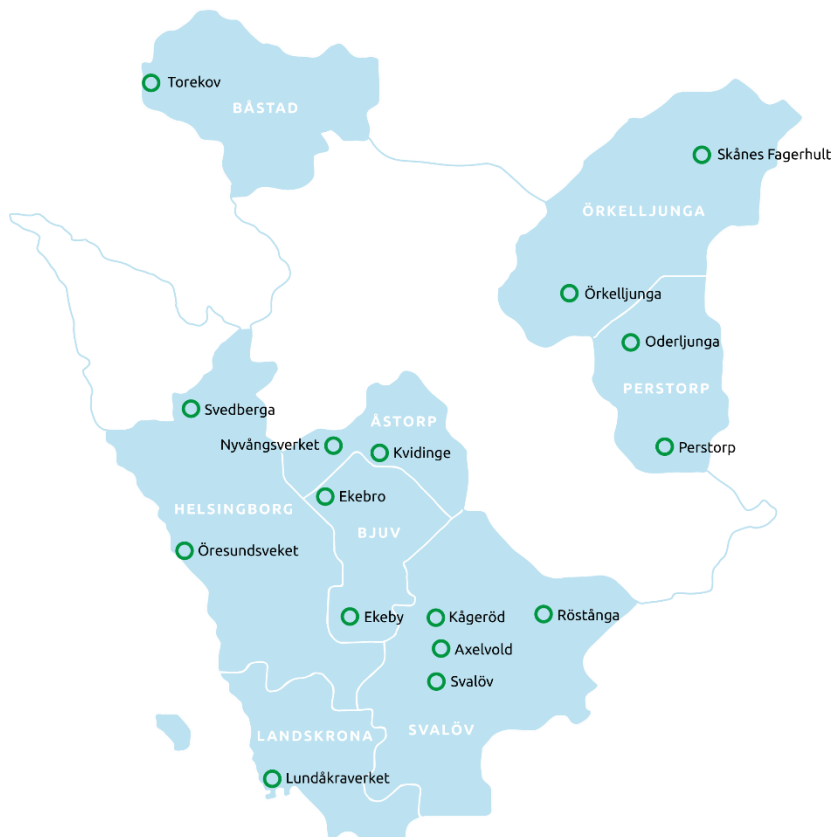 Torekov
BÅSTAD
Skånes Fagerhult
ÖRKELLJUNGA
Örkelljunga
Oderljunga
PERSTORP
Svedberga
ÅSTORP
Nyvångsverket
Kvidinge
Perstorp
Ekebro
HELSINGBORG
BJUV
Öresundsveket
Ekeby
Kågeröd
Röstånga
Axelvold
Svalöv
SVALÖV
LANDSKRONA
Lundåkraverket